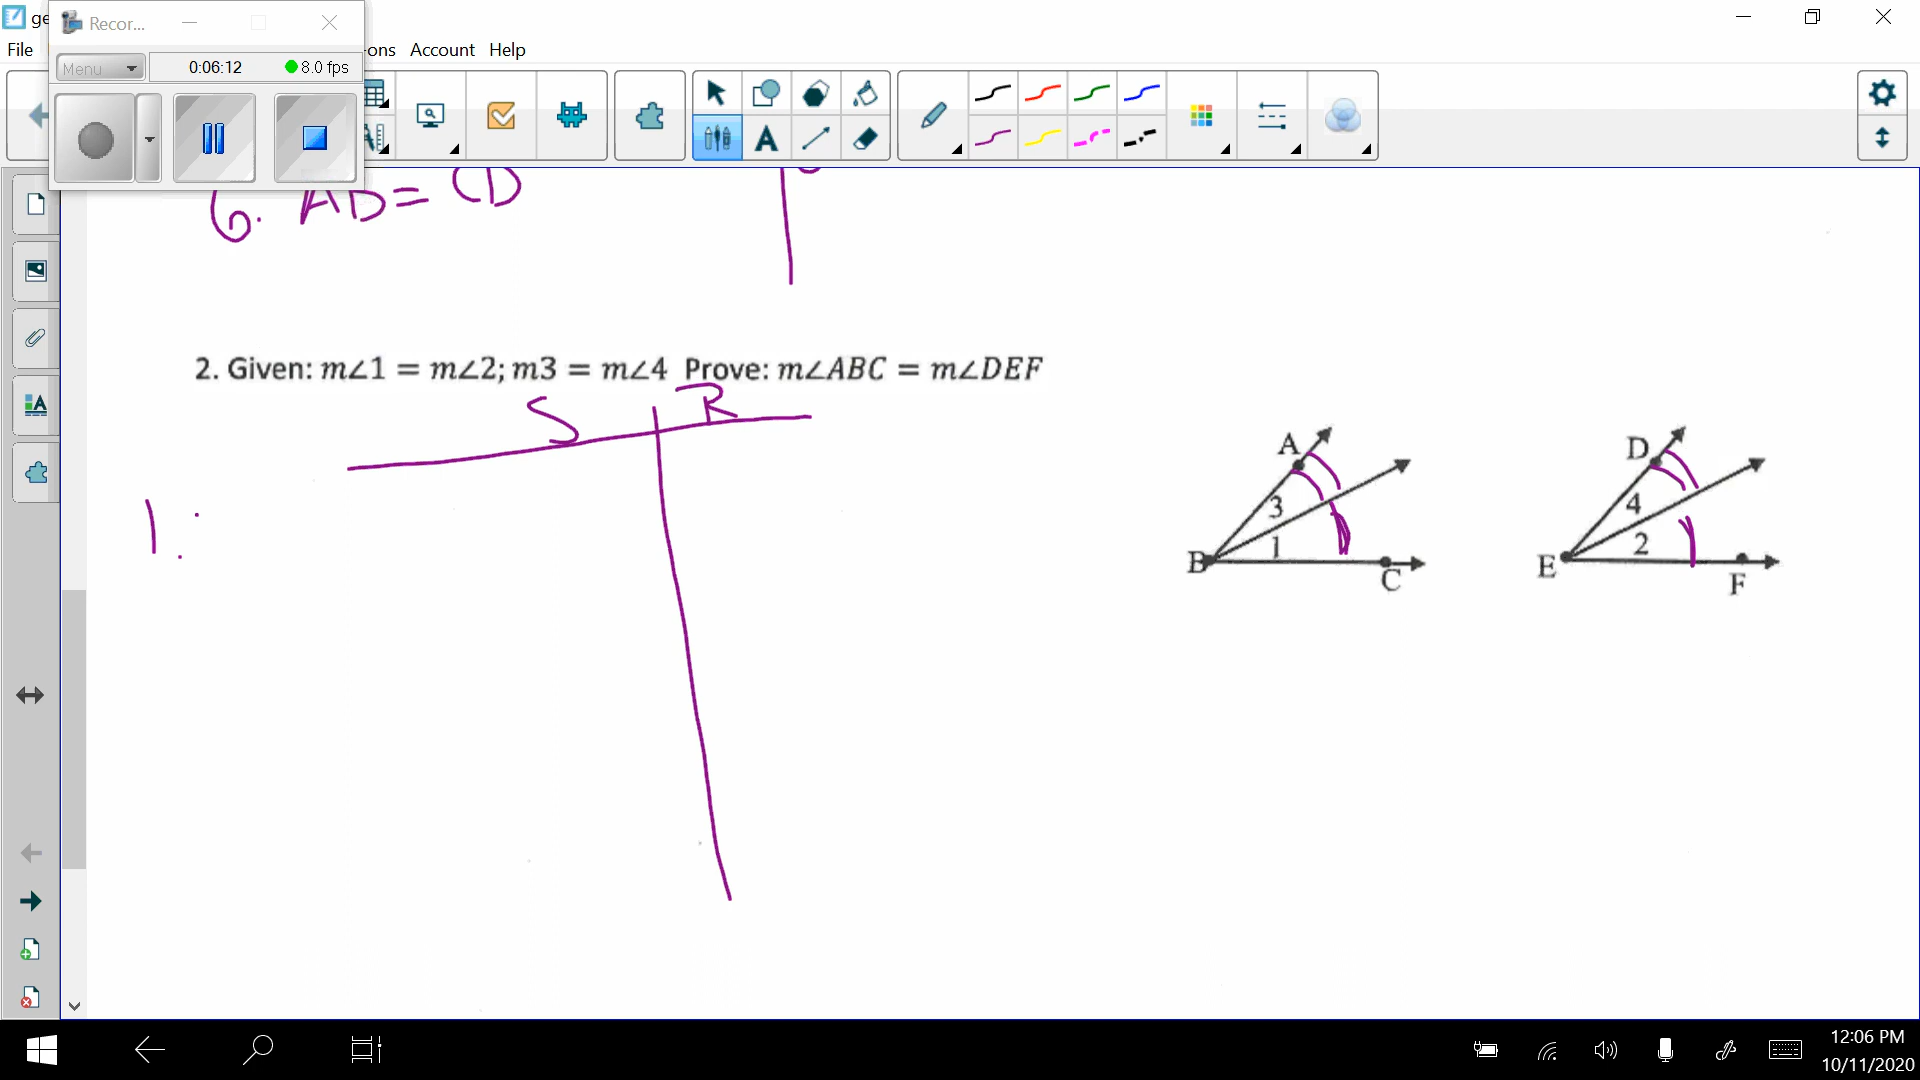 ge
Recor...
File
-ons Account Help
Menu
0:06:12
8.0 fps
6. AD = CD
2. Given: m∠1 = m∠2; m3 = m∠4 Prove: m∠ABC = m∠DEF
S R
A
3
1
B
C
D
4
2
E
F
1.
12:06 PM
10/11/2020